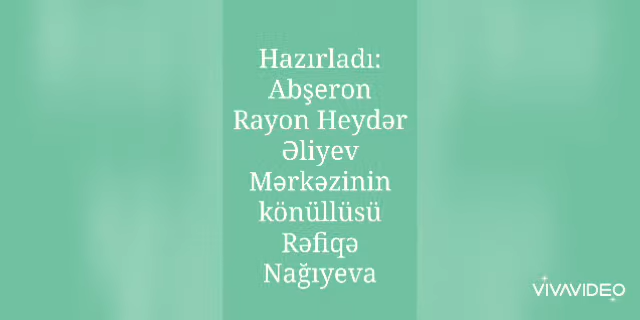 Hazırladı:
Abşeron
Rayon Heydər
Əliyev
Mərkəzinin
könüllüsü
Rəfiqə
Nağıyeva
VIVAVIDEO